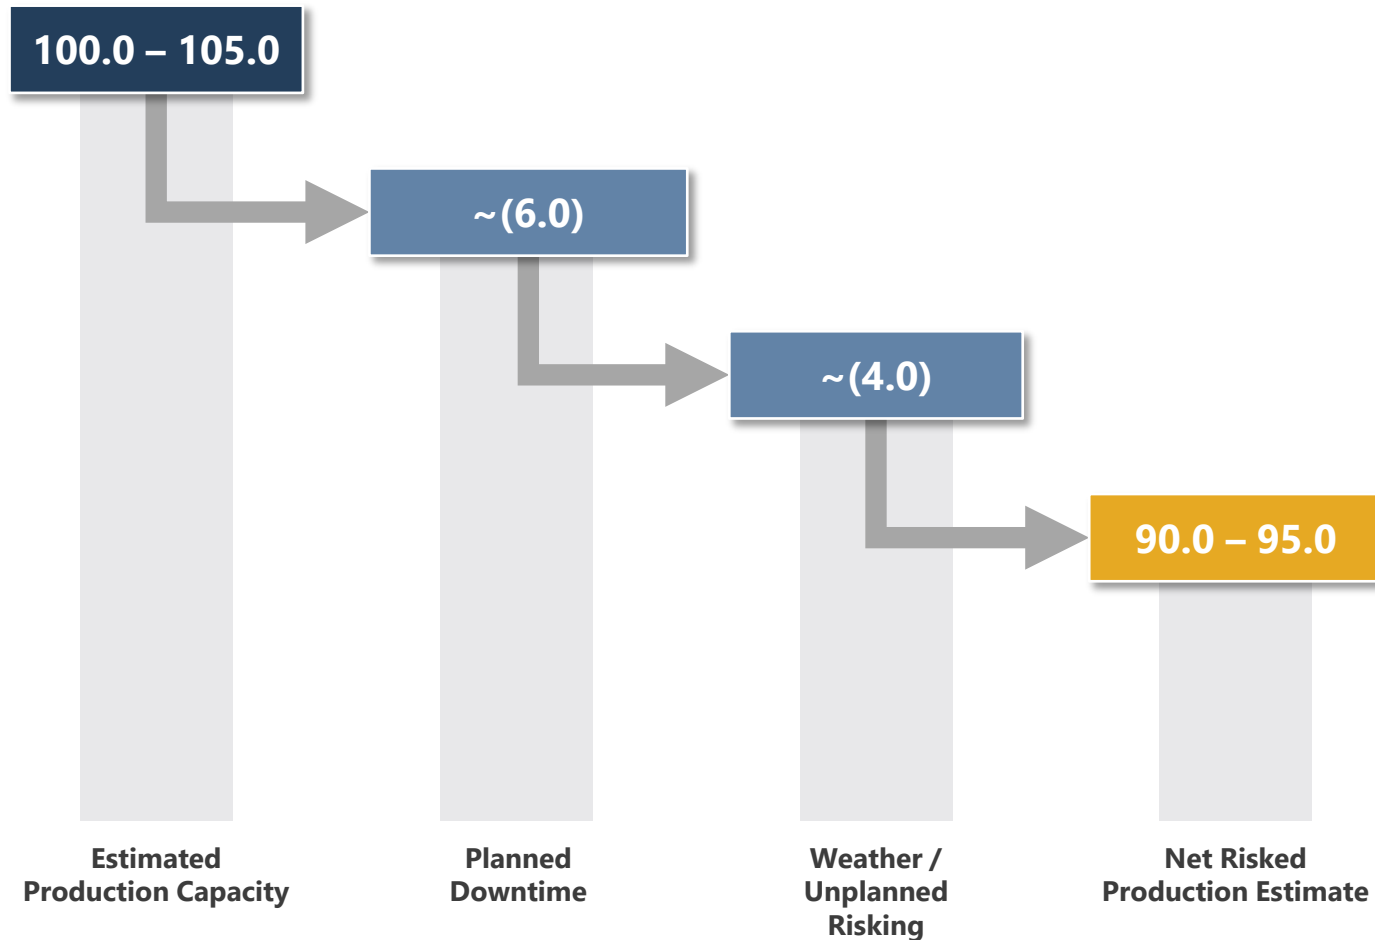 100.0 – 105.0
~(6.0)
~(4.0)
90.0 – 95.0
Estimated
Production Capacity
Planned
Downtime
Weather /
Unplanned
Risking
Net Risked
Production Estimate